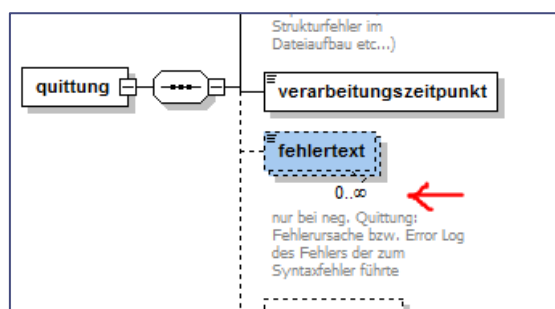 Strukturfehler im
Dateiaufbau etc...)
quittung
verarbeitungszeitpunkt
fehlertext
0..∞
nur bei neg. Quittung:
Fehlerursache bzw. Error Log
des Fehlers der zum
Syntaxfehler führte